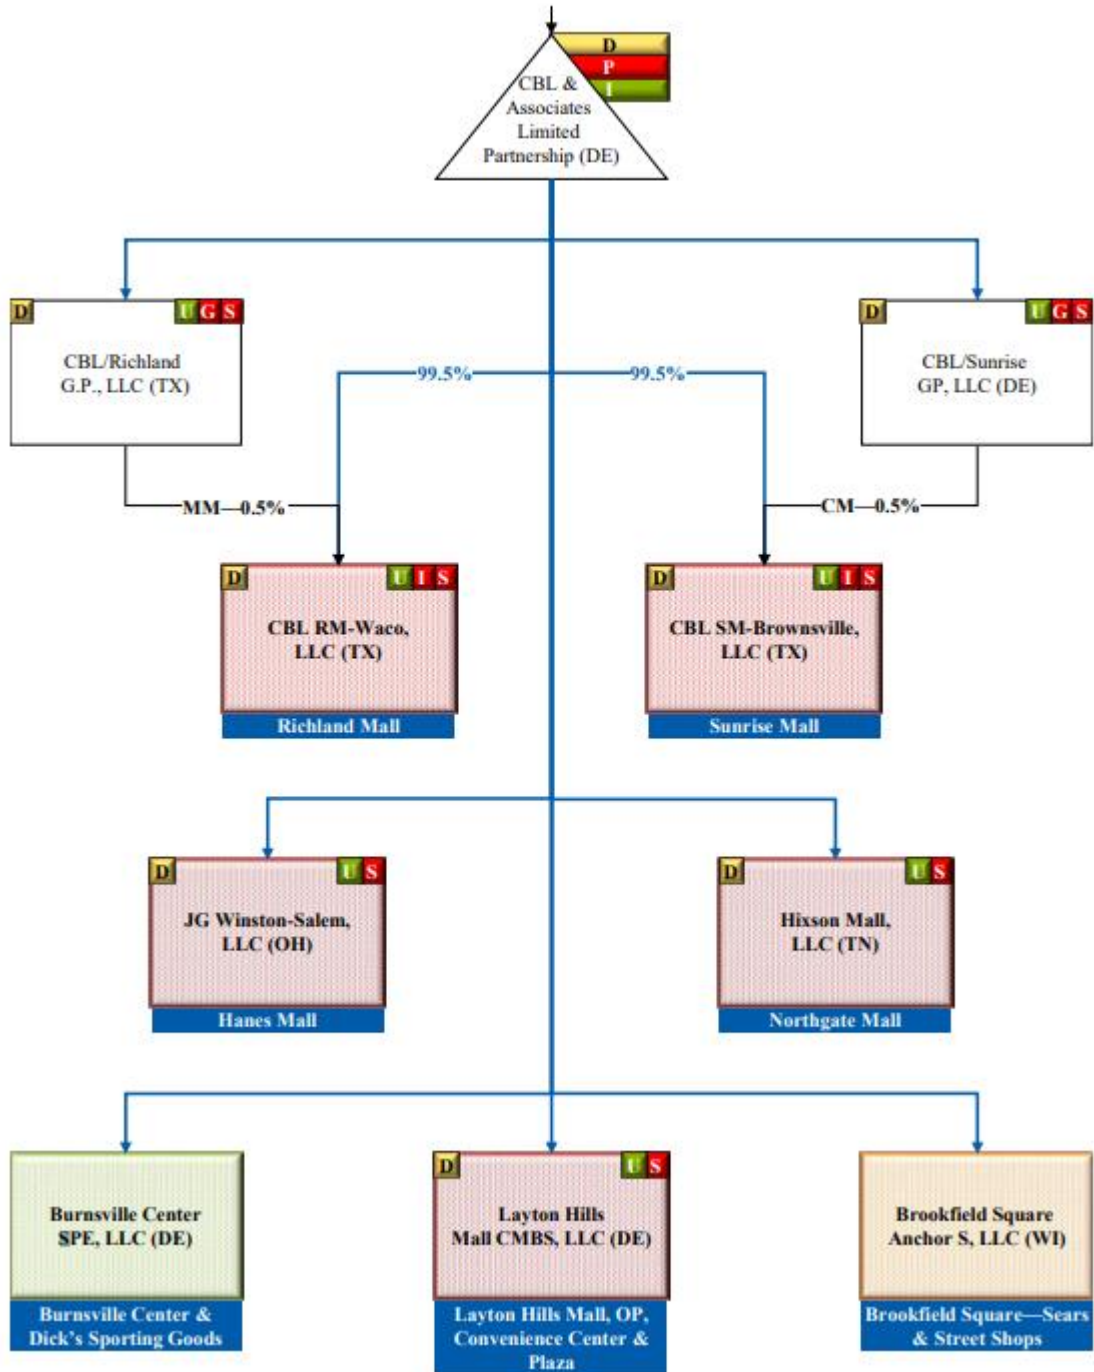 D
P
I
CBL &
Associates
Limited
Partnership (DE)
D
U G S
CBL/Richland
G.P., LLC (TX)
D
U G S
CBL/Sunrise
GP, LLC (DE)
99.5%
99.5%
MM—0.5%
CM—0.5%
D
U I S
CBL RM-Waco,
LLC (TX)
Richland Mall
D
U I S
CBL SM-Brownsville,
LLC (TX)
Sunrise Mall
D
U S
JG Winston-Salem,
LLC (OH)
Hanes Mall
D
U S
Hixson Mall,
LLC (TN)
Northgate Mall
Burnsville Center
SPE, LLC (DE)
Burnsville Center &
Dick's Sporting Goods
D
U S
Layton Hills
Mall CMBS, LLC (DE)
Layton Hills Mall, OP,
Convenience Center &
Plaza
Brookfield Square
Anchor S, LLC (WI)
Brookfield Square—Sears
& Street Shops